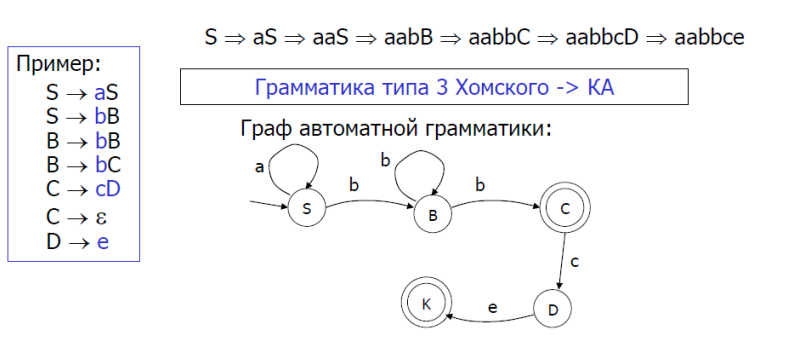 S ⇒ aS ⇒ aaS ⇒ aabB ⇒ aabbC ⇒ aabbcD ⇒ aabbce
Пример:
S → aS
S → bB
B → bB
B → bC
C → cD
C → ε
D → e
Грамматика типа 3 Хомского -> КА
Граф автоматной грамматики:
a
b
b
b
S
B
C
c
K
e
D